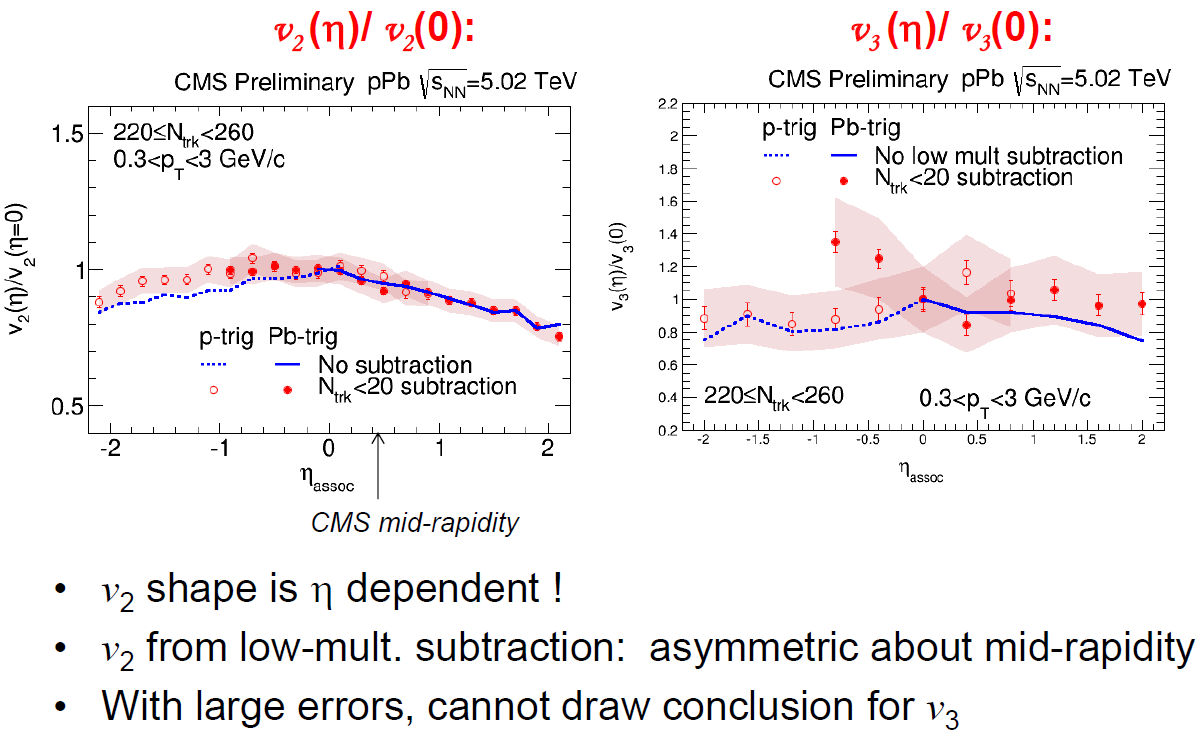 v2(η)/ v2(0):
CMS Preliminary pPb √sNN=5.02 TeV
220≤Ntrk<260
0.3<pT<3 GeV/c
p-trig Pb-trig
No subtraction
Ntrk<20 subtraction
v2(η)/v2(η=0)
1.5
1
0.5
-2 -1 0 1 2
ηassoc
CMS mid-rapidity
v3(η)/ v3(0):
CMS Preliminary pPb √sNN=5.02 TeV
p-trig Pb-trig
No low mult subtraction
Ntrk<20 subtraction
v3(η)/v3(0)
2.2
2
1.8
1.6
1.4
1.2
1
0.8
0.6
0.4
0.2
220≤Ntrk<260 0.3<pT<3 GeV/c
-2 -1.5 -1 -0.5 0 0.5 1 1.5 2
ηassoc
• v2 shape is η dependent !
• v2 from low-mult. subtraction: asymmetric about mid-rapidity
• With large errors, cannot draw conclusion for v3